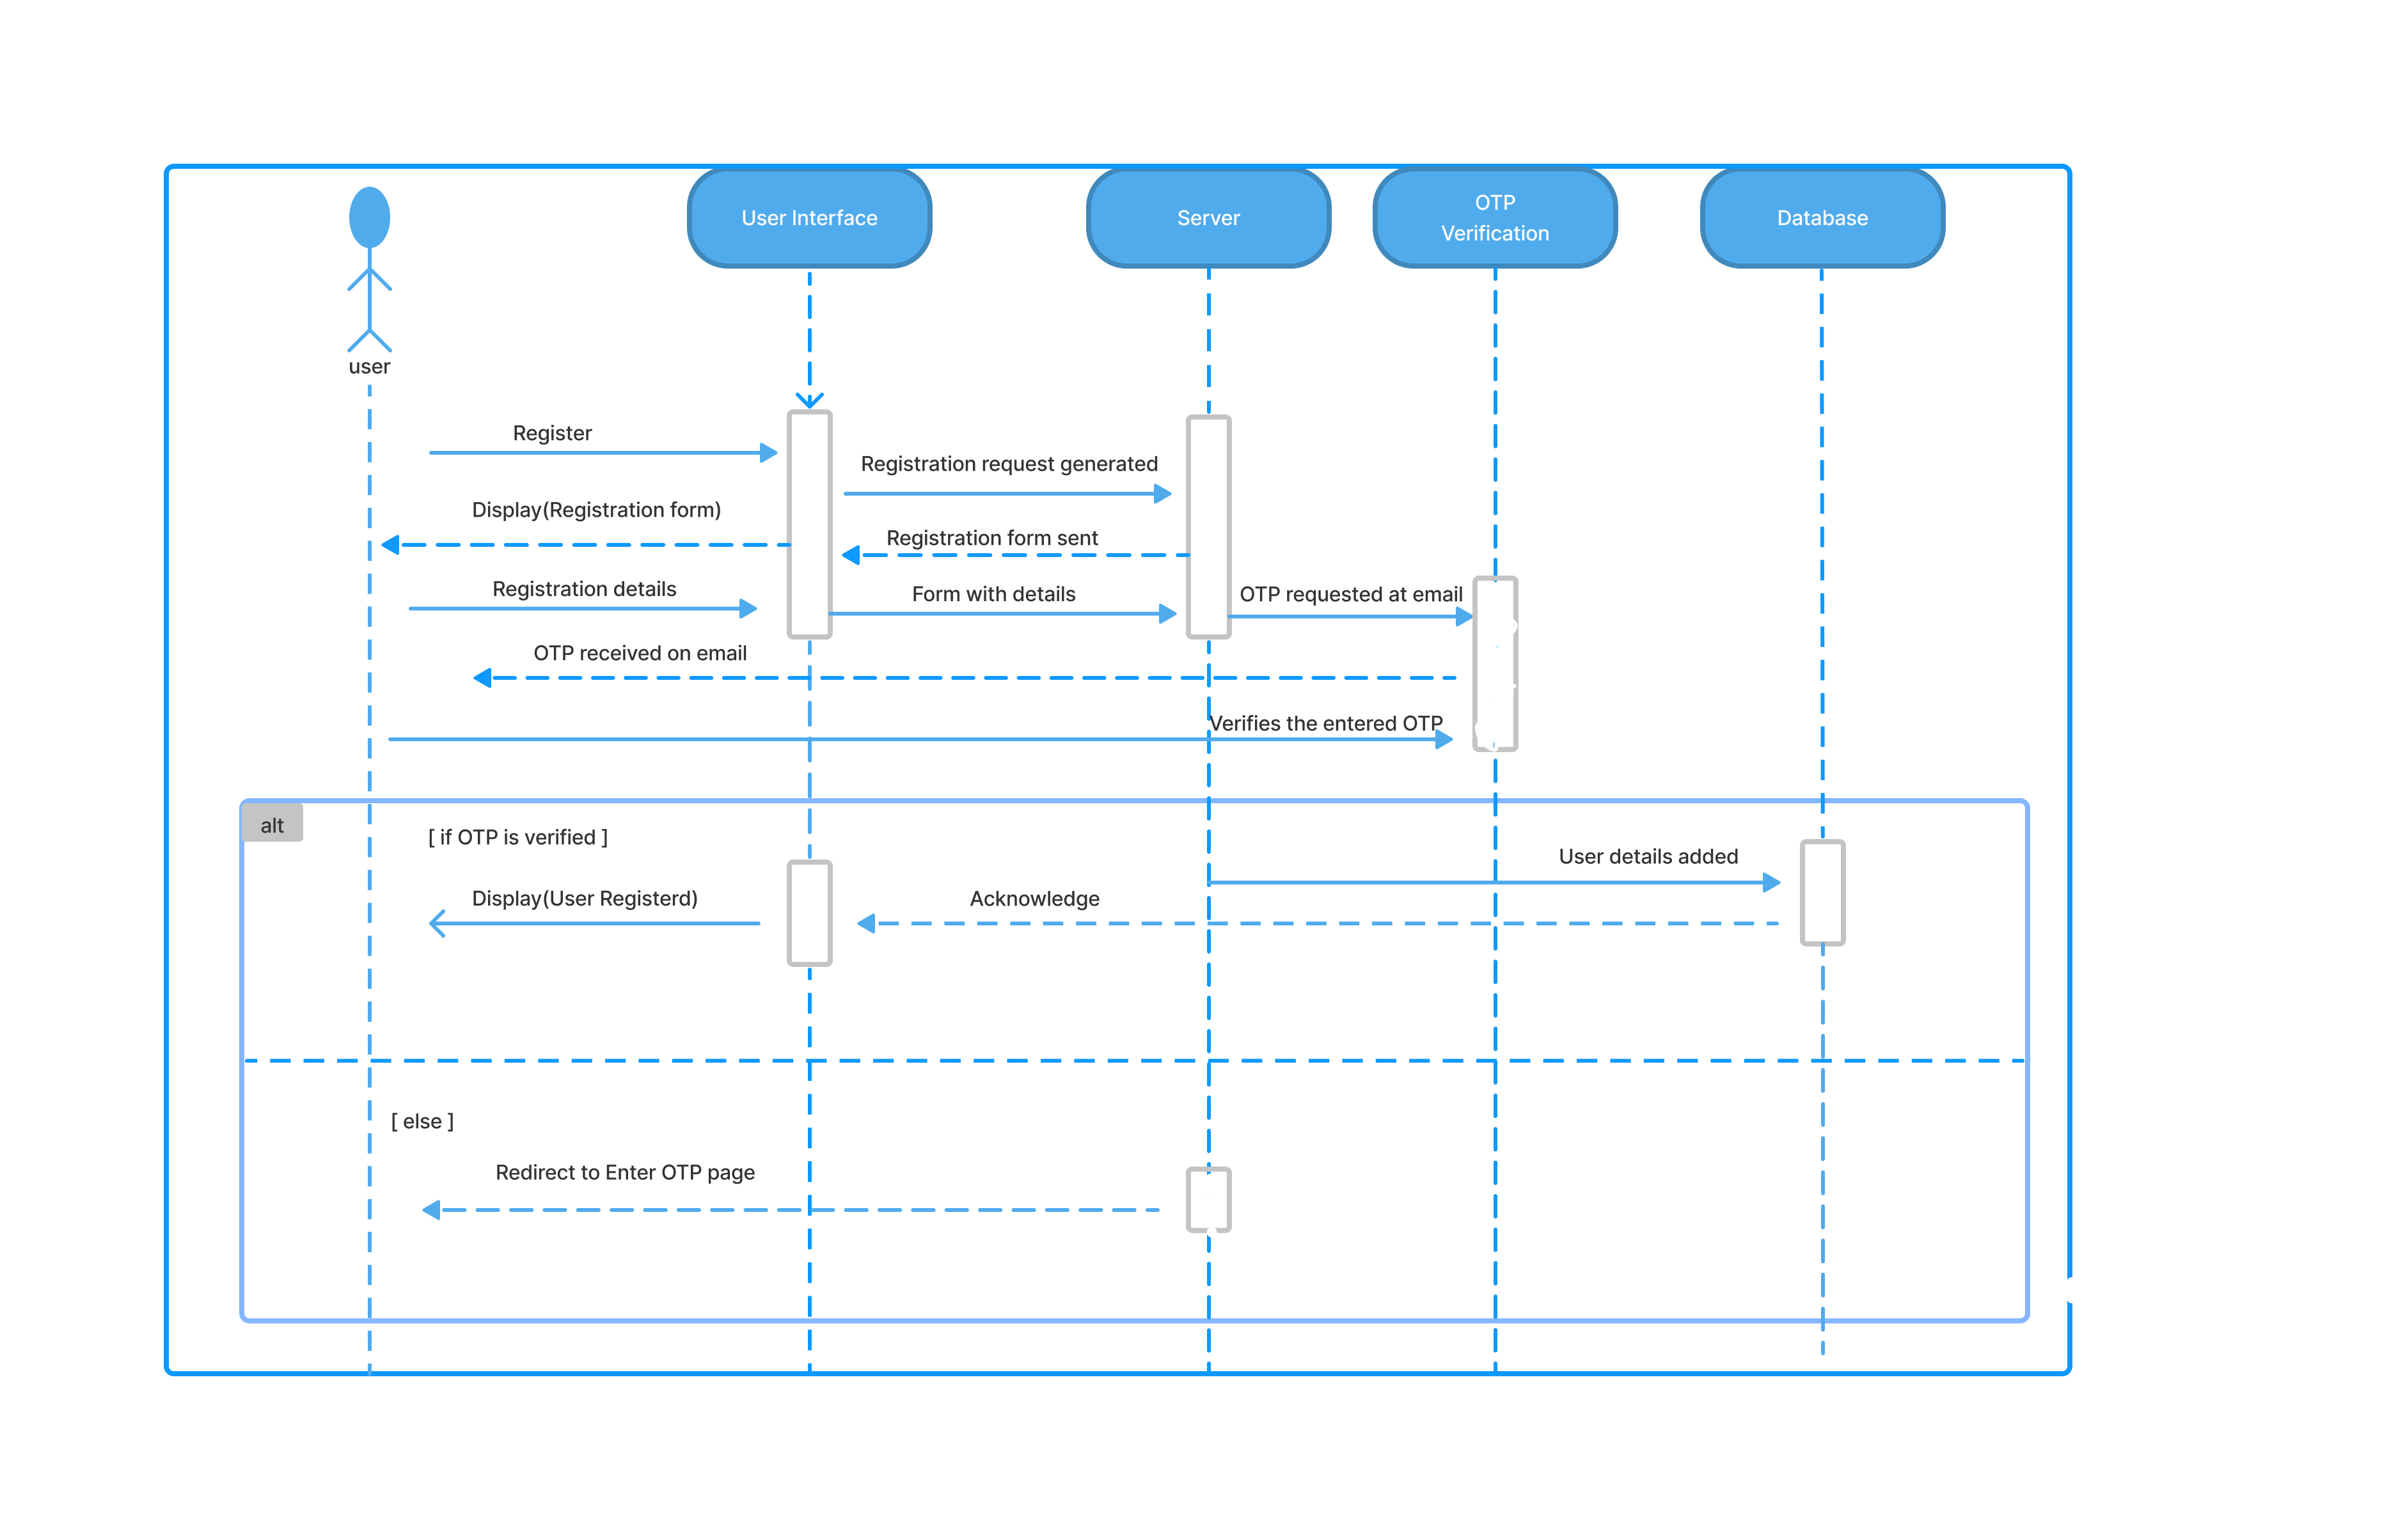 User Interface
Server
OTP
Verification
Database
user
Register
Registration request generated
Display(Registration form)
Registration form sent
Registration details
Form with details
OTP requested at email
OTP received on email
Verifies the entered OTP
alt
[ if OTP is verified ]
User details added
Display(User Registerd)
Acknowledge
[ else ]
Redirect to Enter OTP page